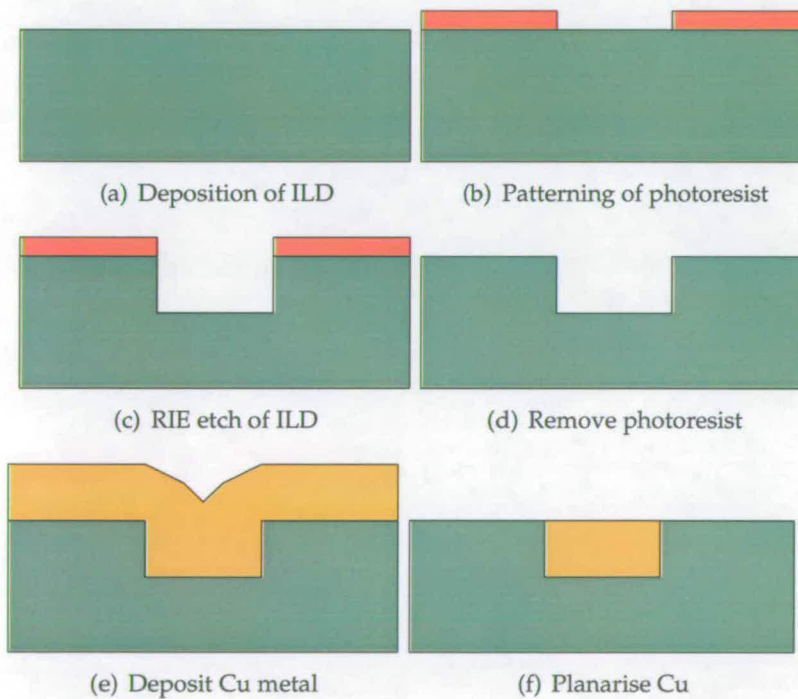 (a) Deposition of ILD
(b) Patterning of photoresist
(c) RIE etch of ILD
(d) Remove photoresist
(e) Deposit Cu metal
(f) Planarise Cu